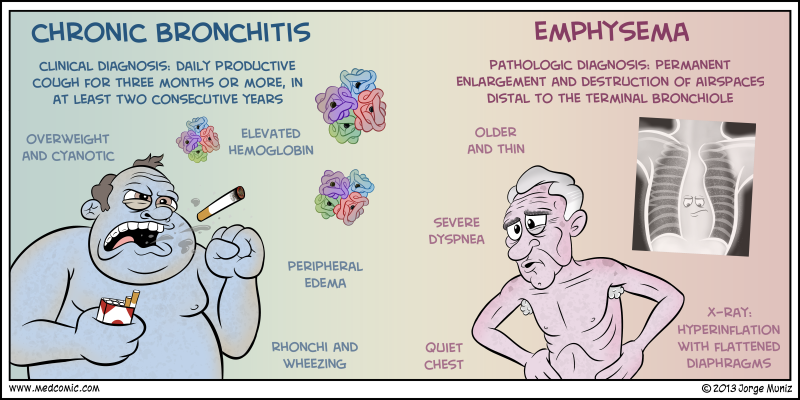 CHRONIC BRONCHITIS
CLINICAL DIAGNOSIS: DAILY PRODUCTIVE
COUGH FOR THREE MONTHS OR MORE, IN
AT LEAST TWO CONSECUTIVE YEARS
OVERWEIGHT
AND CYANOTIC
ELEVATED
HEMOGLOBIN
PERIPHERAL
EDEMA
RHONCHI AND
WHEEZING
EMPHYSEMA
PATHOLOGIC DIAGNOSIS: PERMANENT
ENLARGEMENT AND DESTRUCTION OF AIRSPACES
DISTAL TO THE TERMINAL BRONCHIOLE
OLDER
AND THIN
SEVERE
DYSPNEA
QUIET
CHEST
X-RAY:
HYPERINFLATION
WITH FLATTENED
DIAPHRAGMS
www.medcomic.com
© 2013 Jorge Muniz